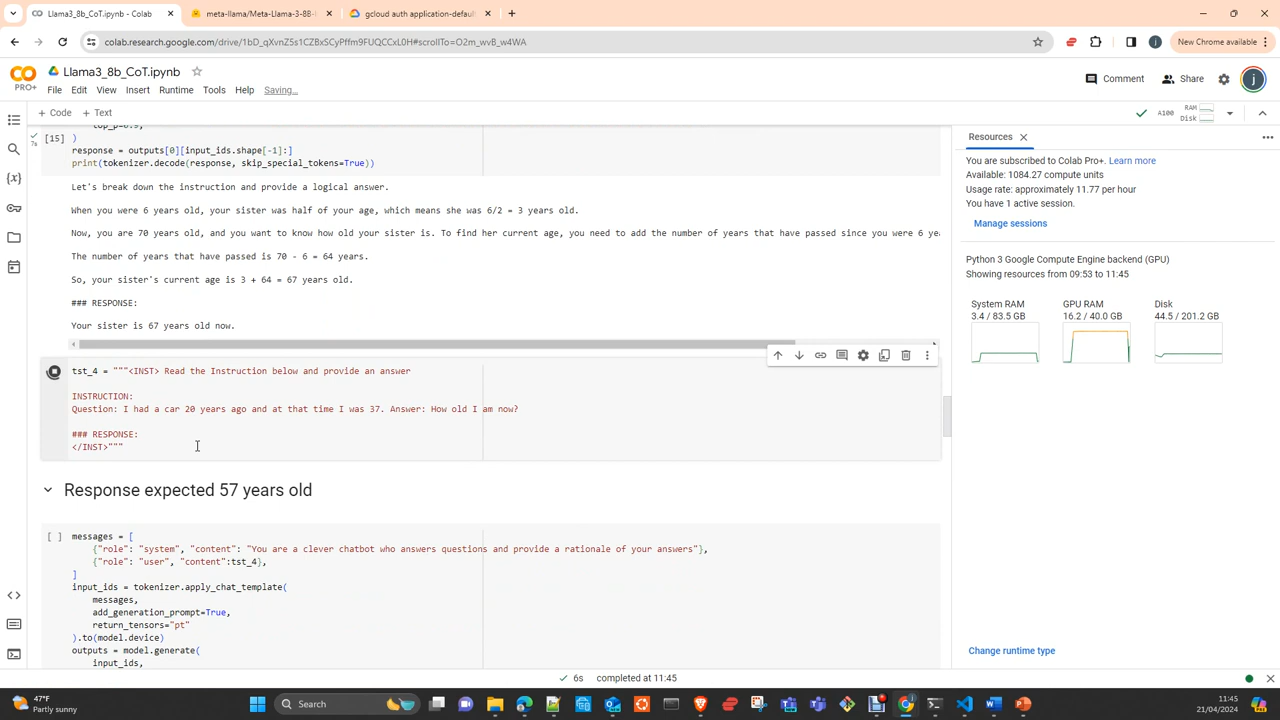 Llama3_8b_CoT.ipynb - Colab
meta-llama/Meta-Llama-3-8B-I
gcloud auth application-defaul
colab.research.google.com/drive/1bD_qXvnZ5s1CZBxSCyPffm9FUQCCxL0H#scrollTo=O2m_wvB_w4WA
New Chrome available
j
Llama3_8b_CoT.ipynb
PRO+
File Edit View Insert Runtime Tools Help Saving...
Comment
Share
j
+ Code + Text
A100
RAM
Disk
[15] )
7s
response = outputs[0][input_ids.shape[-1]:]
print(tokenizer.decode(response, skip_special_tokens=True))
Let's break down the instruction and provide a logical answer.
When you were 6 years old, your sister was half of your age, which means she was 6/2 = 3 years old.
Now, you are 70 years old, and you want to know how old your sister is. To find her current age, you need to add the number of years that have passed since you were 6 yea
The number of years that have passed is 70 - 6 = 64 years.
So, your sister's current age is 3 + 64 = 67 years old.
### RESPONSE:
Your sister is 67 years old now.
tst_4 = """<INST> Read the Instruction below and provide an answer
INSTRUCTION:
Question: I had a car 20 years ago and at that time I was 37. Answer: How old I am now?
### RESPONSE:
</INST>"""
Response expected 57 years old
[ ] messages = [
{"role": "system", "content": "You are a clever chatbot who answers questions and provide a rationale of your answers"},
{"role": "user", "content":tst_4},
]
input_ids = tokenizer.apply_chat_template(
messages,
add_generation_prompt=True,
return_tensors="pt"
).to(model.device)
outputs = model.generate(
input_ids,
Resources
You are subscribed to Colab Pro+. Learn more
Available: 1084.27 compute units
Usage rate: approximately 11.77 per hour
You have 1 active session.
Manage sessions
Python 3 Google Compute Engine backend (GPU)
Showing resources from 09:53 to 11:45
System RAM
3.4 / 83.5 GB
GPU RAM
16.2 / 40.0 GB
Disk
44.5 / 201.2 GB
Change runtime type
6s completed at 11:45
47°F
Partly sunny
Search
11:45
21/04/2024